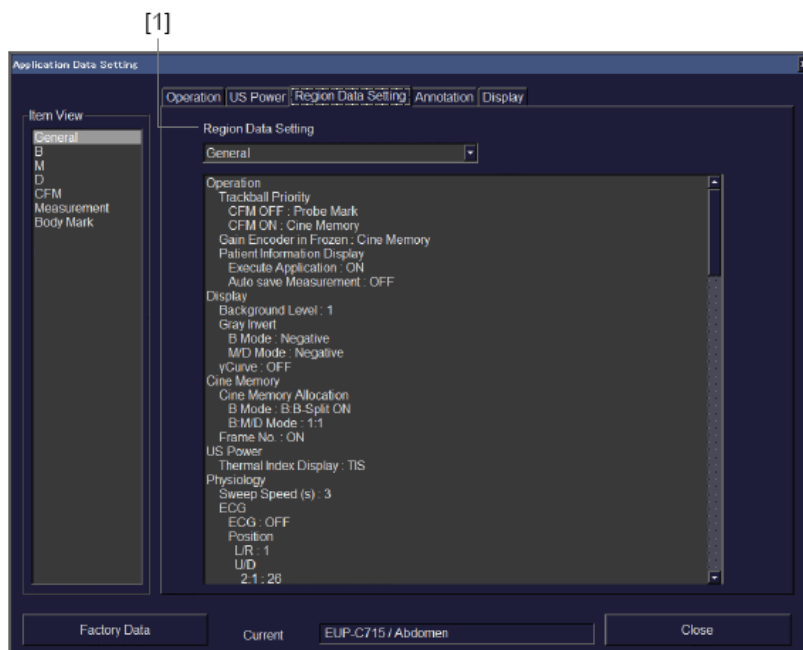 [1]
Application Data Setting
Operation US Power Region Data Setting Annotation Display
Item View
General
B
M
D
CFM
Measurement
Body Mark
Region Data Setting
General
Operation
Trackball Priority
CFM OFF : Probe Mark
CFM ON : Cine Memory
Gain Encoder in Frozen : Cine Memory
Patient Information Display
Execute Application : ON
Auto save Measurement : OFF
Display
Background Level : 1
Gray Invert
B Mode : Negative
M/D Mode : Negative
γCurve : OFF
Cine Memory
Cine Memory Allocation
B Mode : B:B-Split ON
B:M/D Mode : 1:1
Frame No. : ON
US Power
Thermal Index Display : TIS
Physiology
Sweep Speed (s) : 3
ECG
ECG : OFF
Position
L/R : 1
U/D
2:1 : 26
Factory Data
Current EUP-C715 / Abdomen
Close